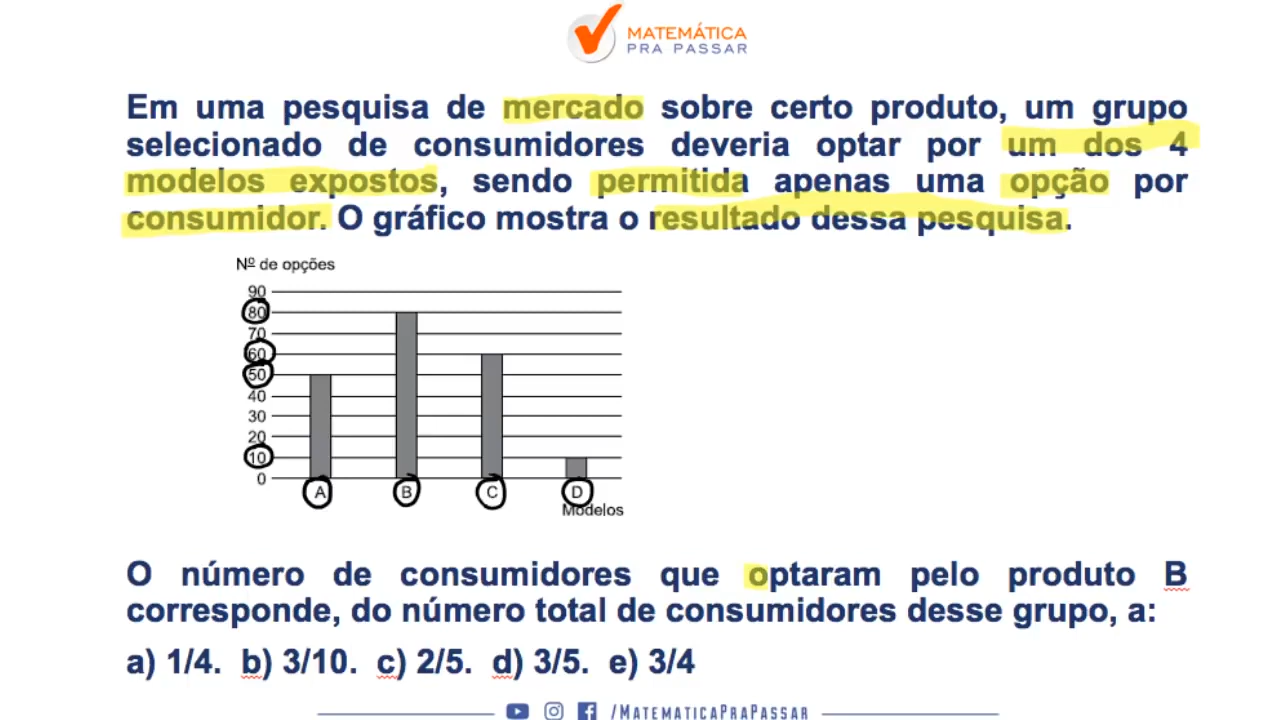 MATEMÁTICA
PRA PASSAR
Em uma pesquisa de mercado sobre certo produto, um grupo
selecionado de consumidores deveria optar por um dos 4
modelos expostos, sendo permitida apenas uma opção por
consumidor. O gráfico mostra o resultado dessa pesquisa.
Nº de opções
90
80
70
60
50
40
30
20
10
0
A B C D
Modelos
O número de consumidores que optaram pelo produto B
corresponde, do número total de consumidores desse grupo, a:
a) 1/4. b) 3/10. c) 2/5. d) 3/5. e) 3/4
/MATEMATICAPRAPASSAR